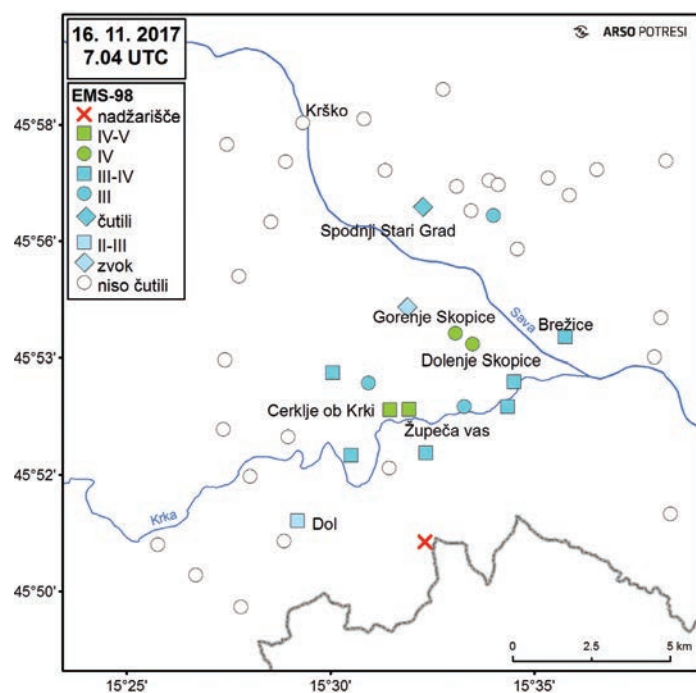 16. 11. 2017
7.04 UTC
ARSO POTRESI
EMS-98
nadžarišče
IV-V
IV
III-IV
III
čutili
II-III
zvok
niso čutili
Krško
Spodnji Stari Grad
Gorenje Skopice
Sava
Brežice
Dolenje Skopice
Cerklje ob Krki
Župeča vas
Krka
Dol
45°58'
45°56'
45°53'
45°52'
45°50'
0 2.5 5 km
15°25' 15°30' 15°35'